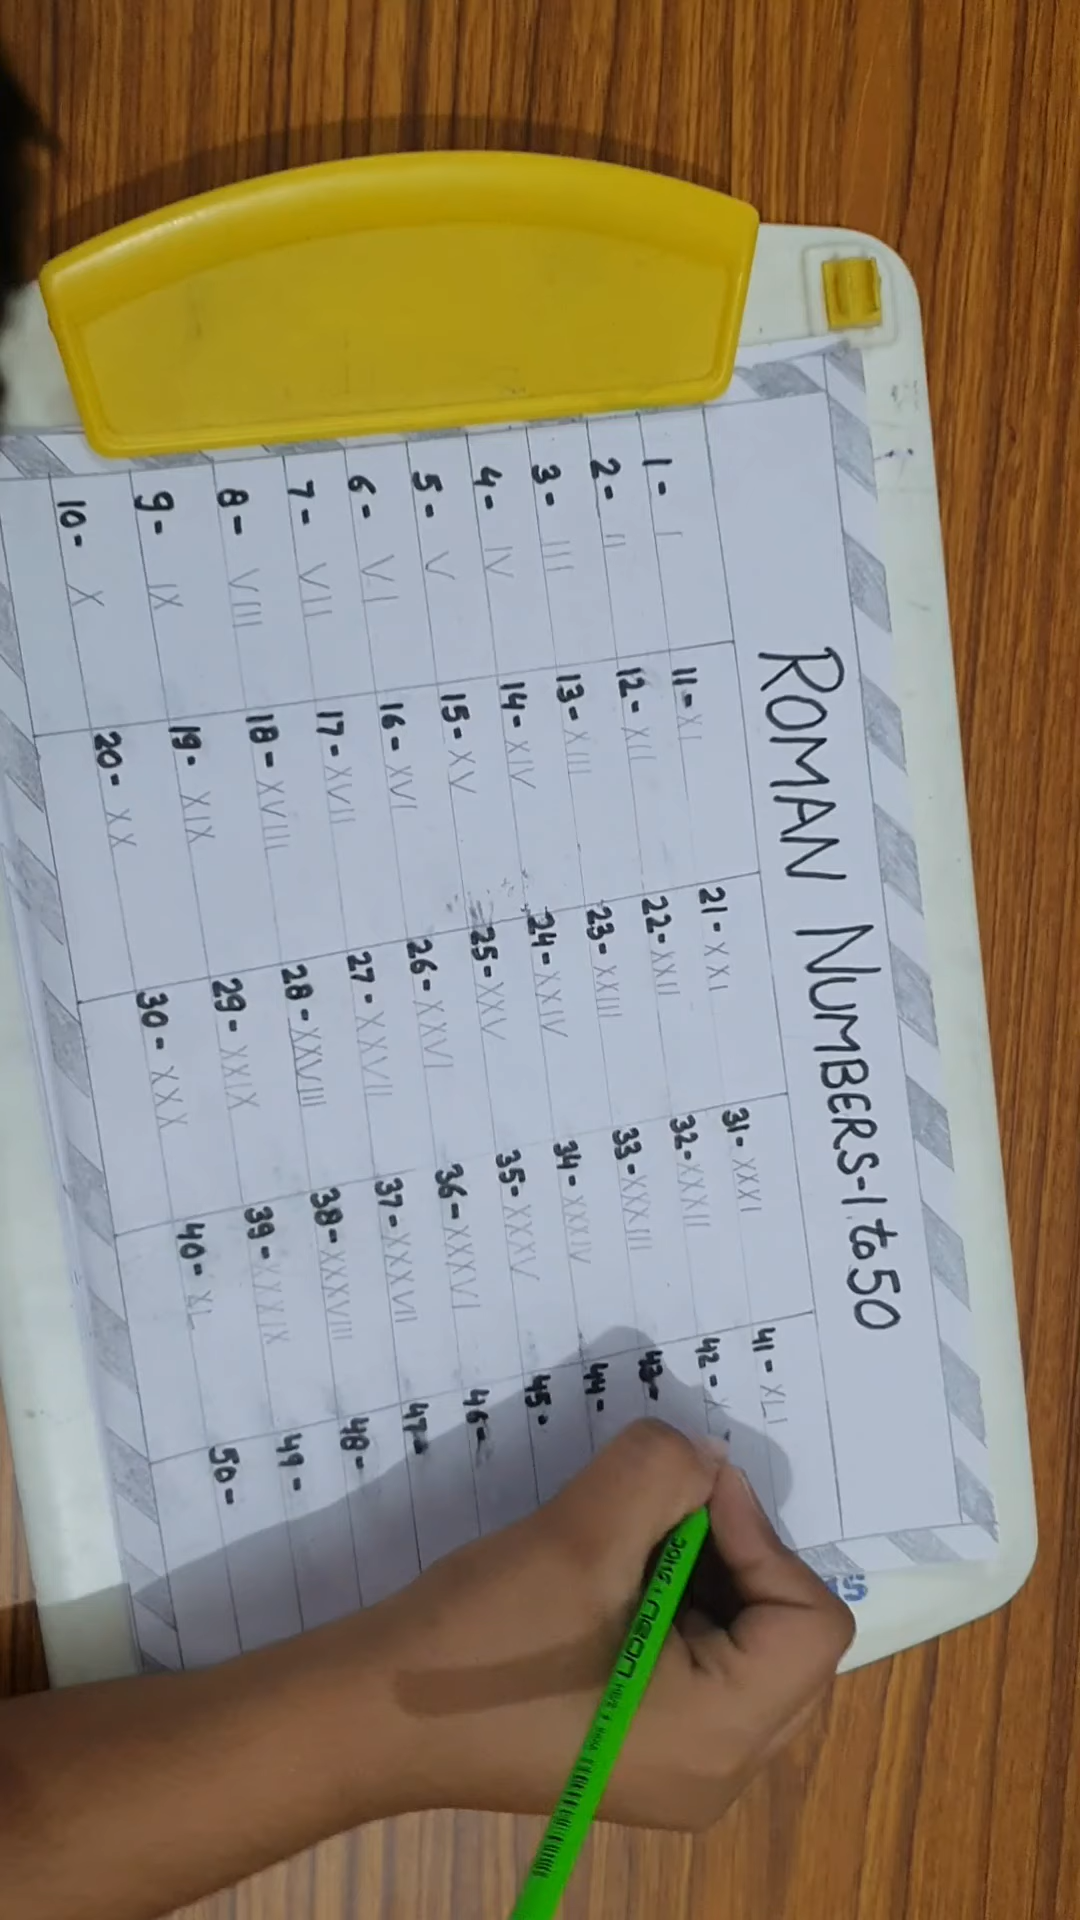 ROMAN NUMBERS-1 to 50
1- I
2- II
3- III
4- IV
5- V
6- VI
7- VII
8- VIII
9- IX
10- X
11- XI
12- XII
13- XIII
14- XIV
15- XV
16- XVI
17- XVII
18- XVIII
19- XIX
20- XX
21- XXI
22- XXII
23- XXIII
24- XXIV
25- XXV
26- XXVI
27- XXVII
28- XXVIII
29- XXIX
30- XXX
31- XXXI
32- XXXII
33- XXXIII
34- XXXIV
35- XXXV
36- XXXVI
37- XXXVII
38- XXXVIII
39- XXXIX
40- XL
41- XLI
42- X
43-
44-
45-
46-
47-
48-
49-
50-